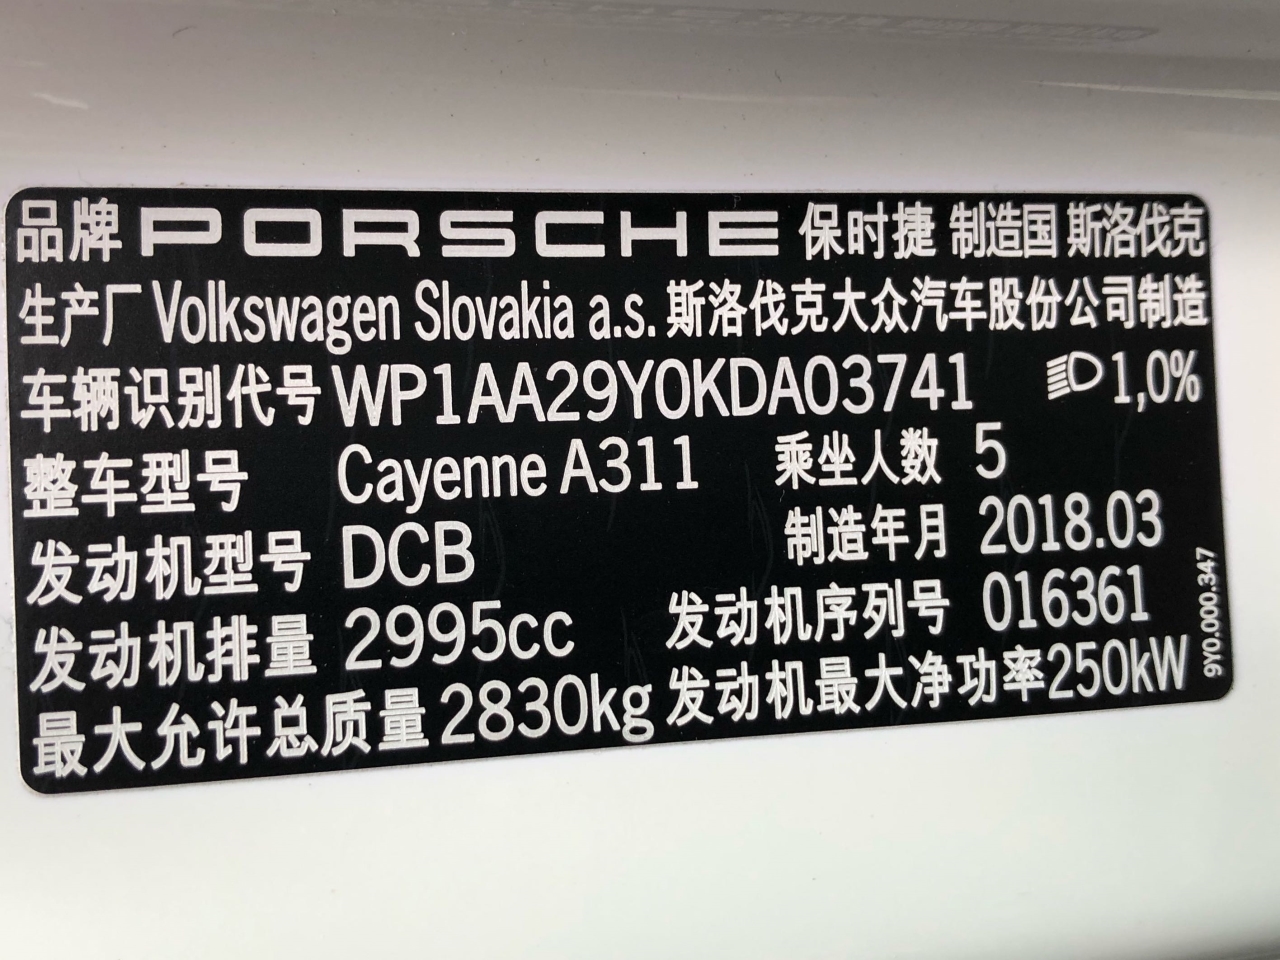 品牌 PORSCHE 保时捷 制造国 斯洛伐克
生产厂 Volkswagen Slovakia a.s. 斯洛伐克大众汽车股份公司制造
车辆识别代号 WP1AA29Y0KDA03741 1,0%
整车型号 Cayenne A311 乘坐人数 5
发动机型号 DCB 制造年月 2018.03
发动机排量 2995cc 发动机序列号 016361
最大允许总质量 2830kg 发动机最大净功率 250kW
9Y0.000.347